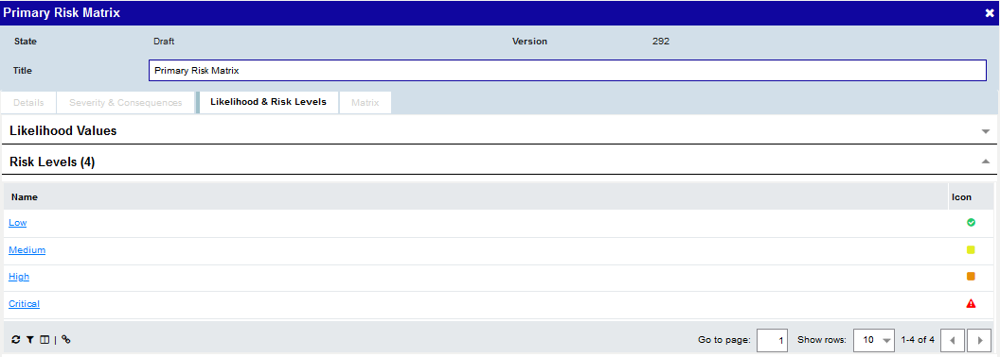 Primary Risk Matrix
State Draft Version 292
Title Primary Risk Matrix
Details Severity & Consequences Likelihood & Risk Levels Matrix
Likelihood Values
Risk Levels (4)
Name Icon
Low
Medium
High
Critical
Go to page: 1 Show rows: 10 1-4 of 4